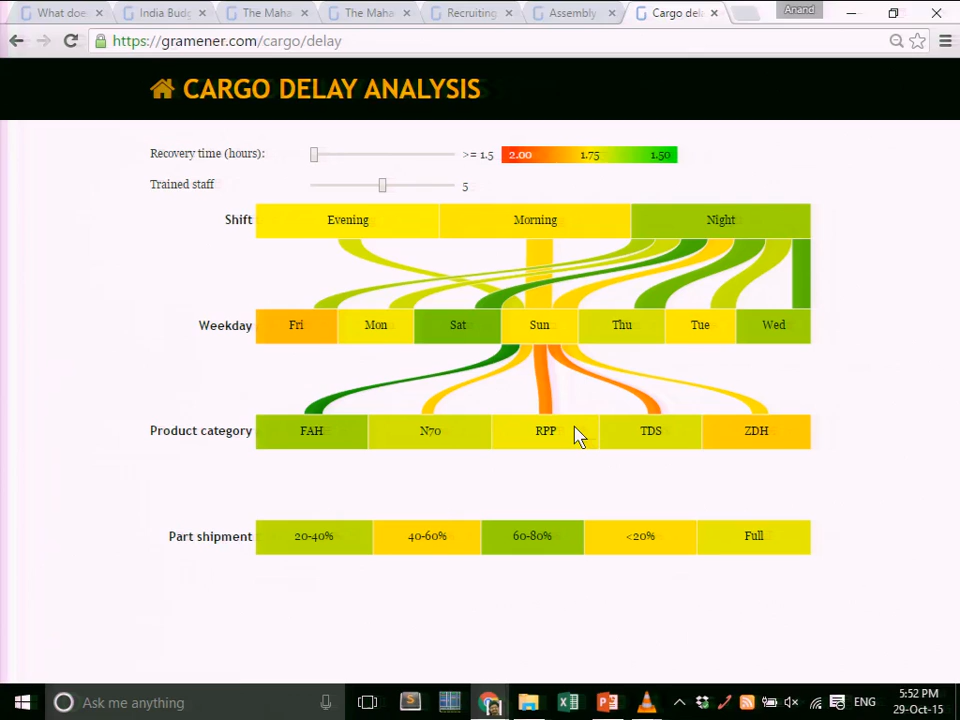 What does
India Budg
The Maha
The Maha
Recruiting
Assembly
Cargo dela
Anand
https://gramener.com/cargo/delay
CARGO DELAY ANALYSIS
Recovery time (hours): >= 1.5 2.00 1.75 1.50
Trained staff 5
Shift Evening Morning Night
Weekday Fri Mon Sat Sun Thu Tue Wed
Product category FAH N70 RPP TDS ZDH
Part shipment 20-40% 40-60% 60-80% <20% Full
Ask me anything
ENG
5:52 PM
29-Oct-15